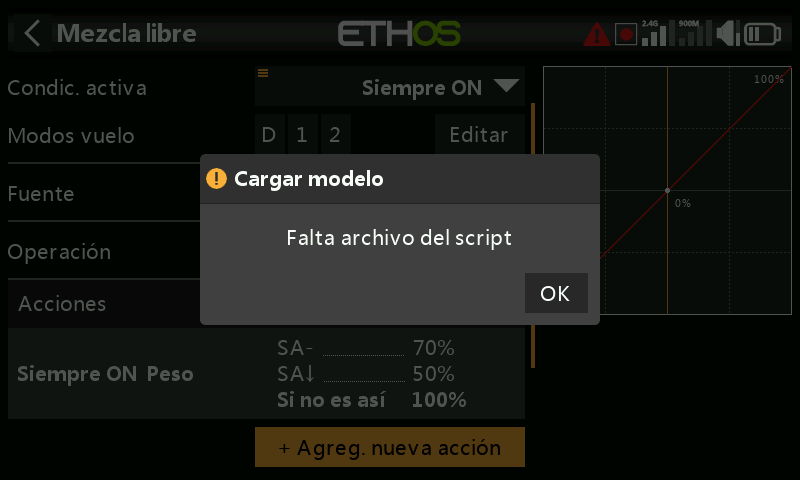 Mezcla libre
ETHOS
2.4G
900M
Condic. activa
Siempre ON
Modos vuelo
D 1 2
Editar
Fuente
Operación
Acciones
Cargar modelo
Falta archivo del script
OK
100%
0%
Siempre ON Peso
SA- 70%
SA↓ 50%
Si no es así 100%
+ Agreg. nueva acción